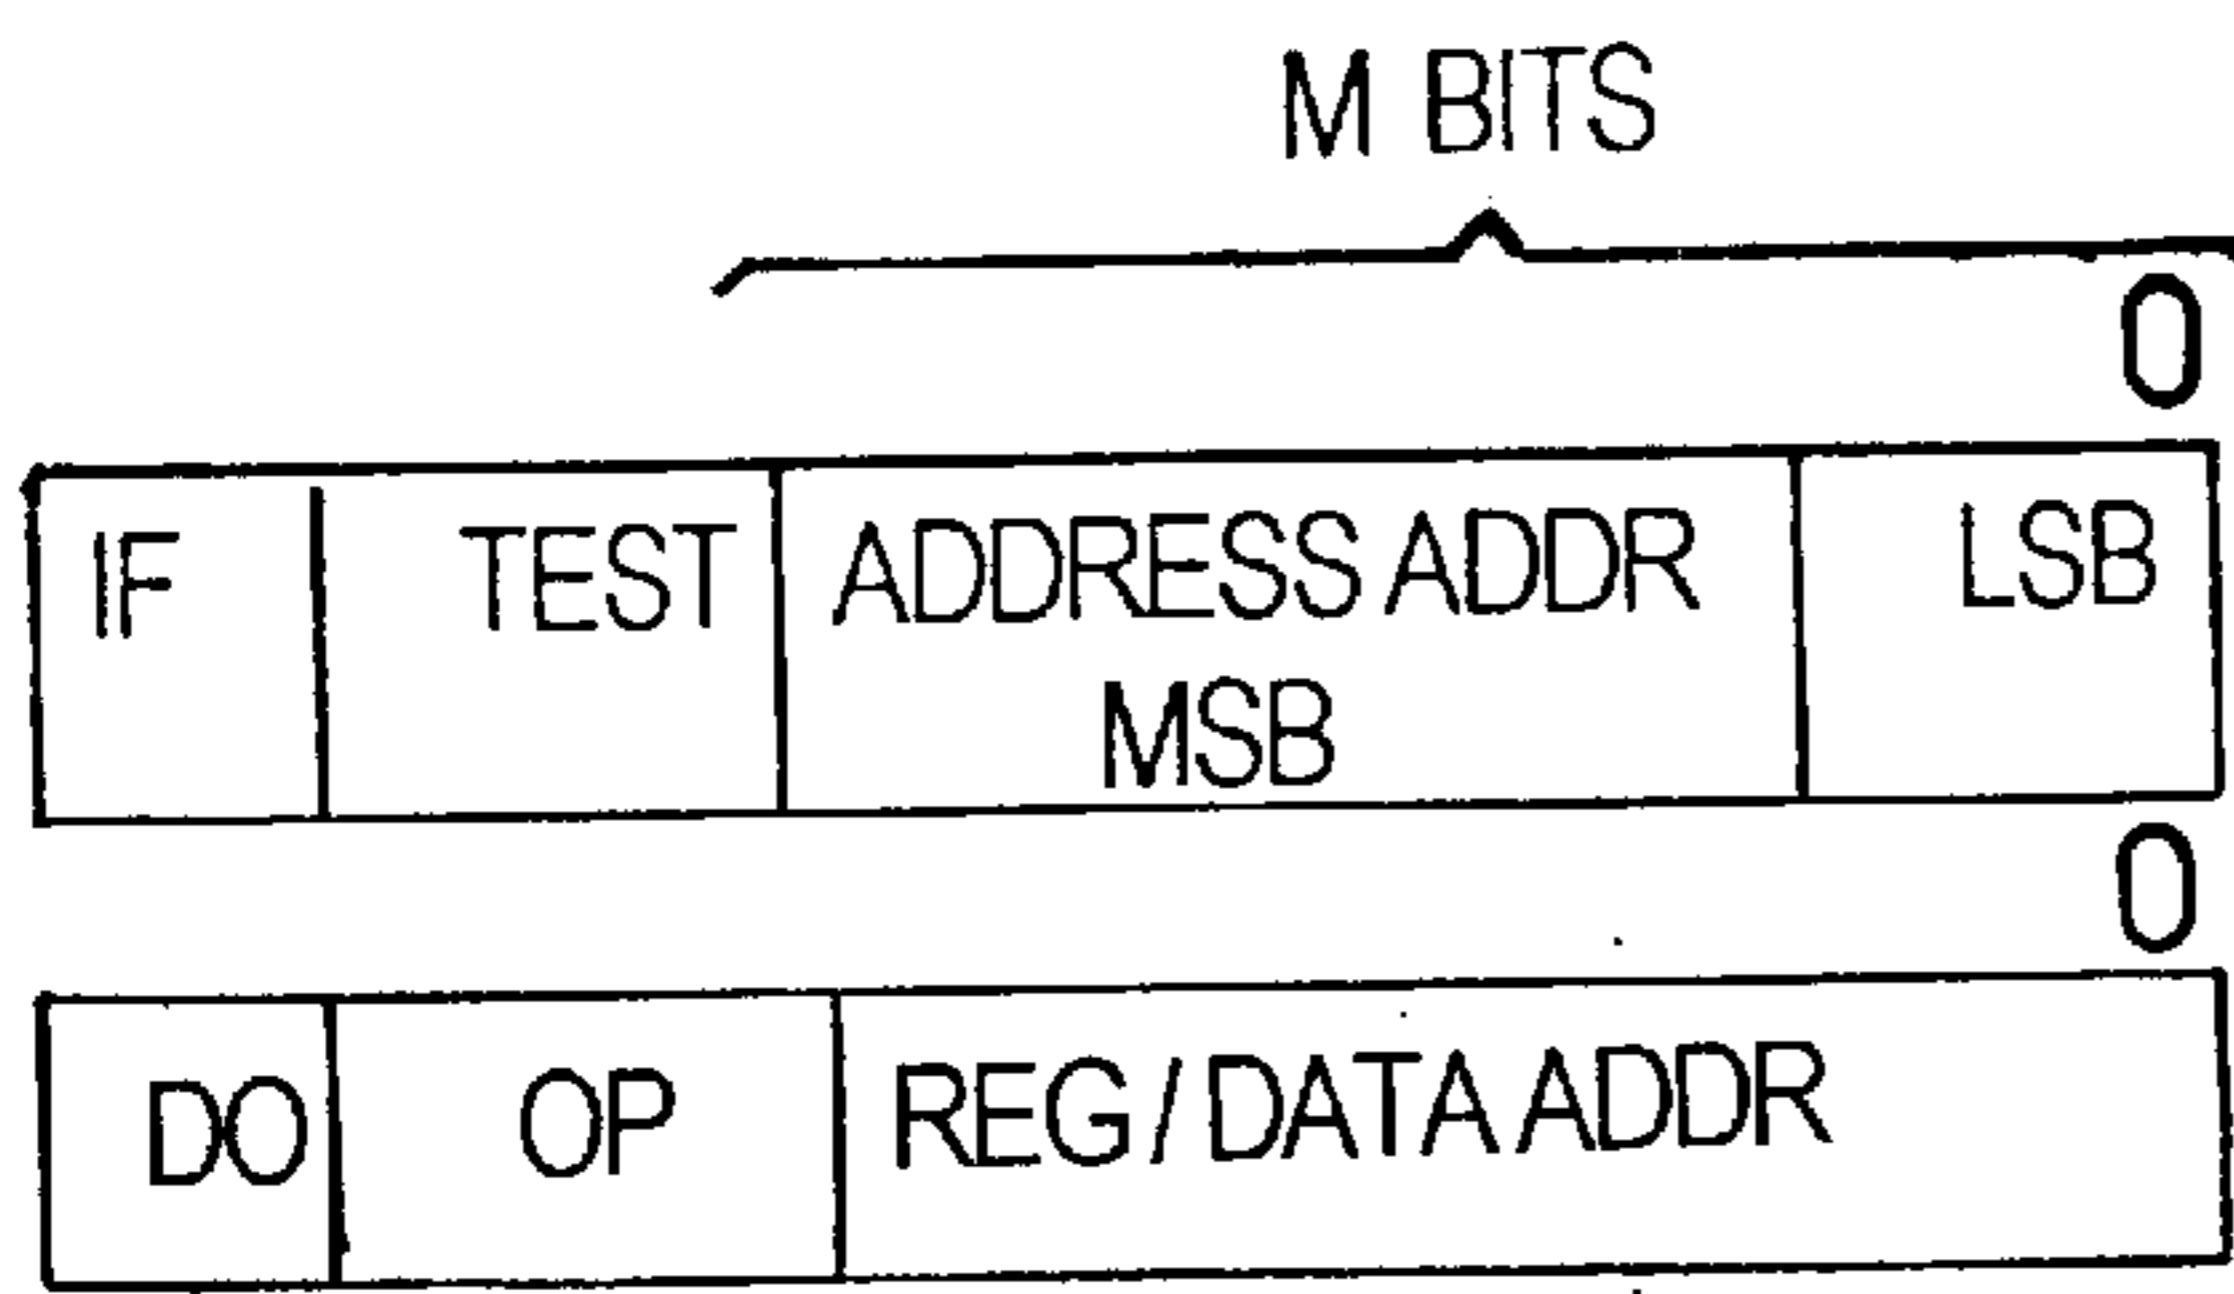 M BITS
0
IF TEST ADDRESS ADDR LSB
MSB
0
DO OP REG / DATA ADDR